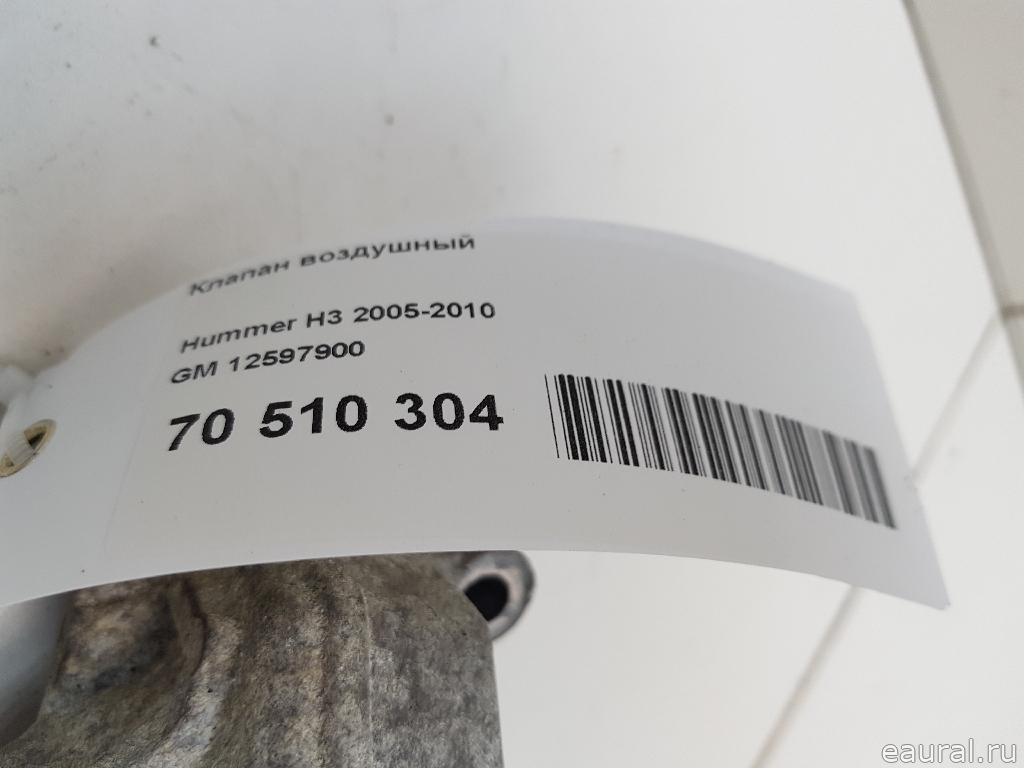 Клапан воздушный
Hummer H3 2005-2010
GM 12597900
70 510 304
eaural.ru